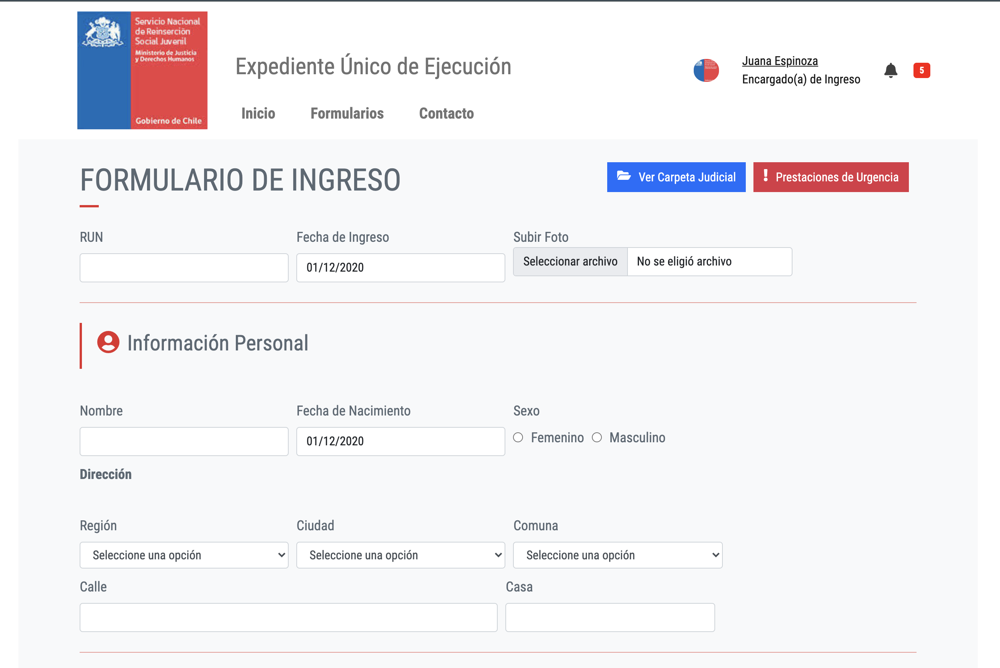 Servicio Nacional
de Reinserción
Social Juvenil
Ministerio de Justicia
y Derechos Humanos
Gobierno de Chile
Expediente Único de Ejecución
Juana Espinoza
Encargado(a) de Ingreso
5
Inicio Formularios Contacto
FORMULARIO DE INGRESO
Ver Carpeta Judicial
Prestaciones de Urgencia
RUN Fecha de Ingreso Subir Foto
01/12/2020 Seleccionar archivo No se eligió archivo
Información Personal
Nombre Fecha de Nacimiento Sexo
01/12/2020 Femenino Masculino
Dirección
Región Ciudad Comuna
Seleccione una opción Seleccione una opción Seleccione una opción
Calle Casa